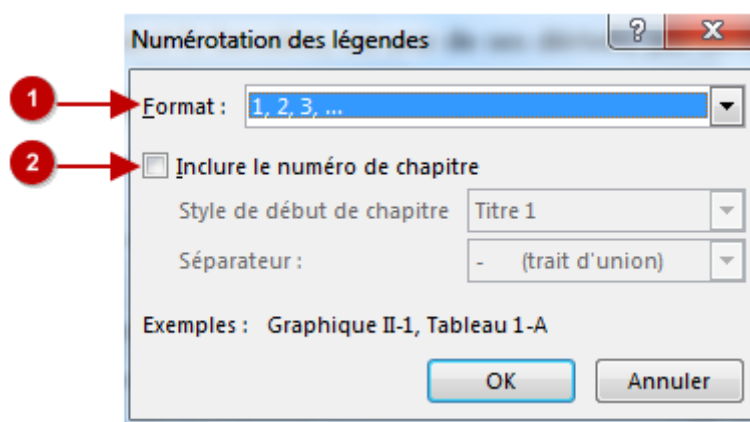 Numérotation des légendes
?
X
1
Format : 1, 2, 3, ...
2
Inclure le numéro de chapitre
Style de début de chapitre Titre 1
Séparateur : - (trait d'union)
Exemples : Graphique II-1, Tableau 1-A
OK Annuler